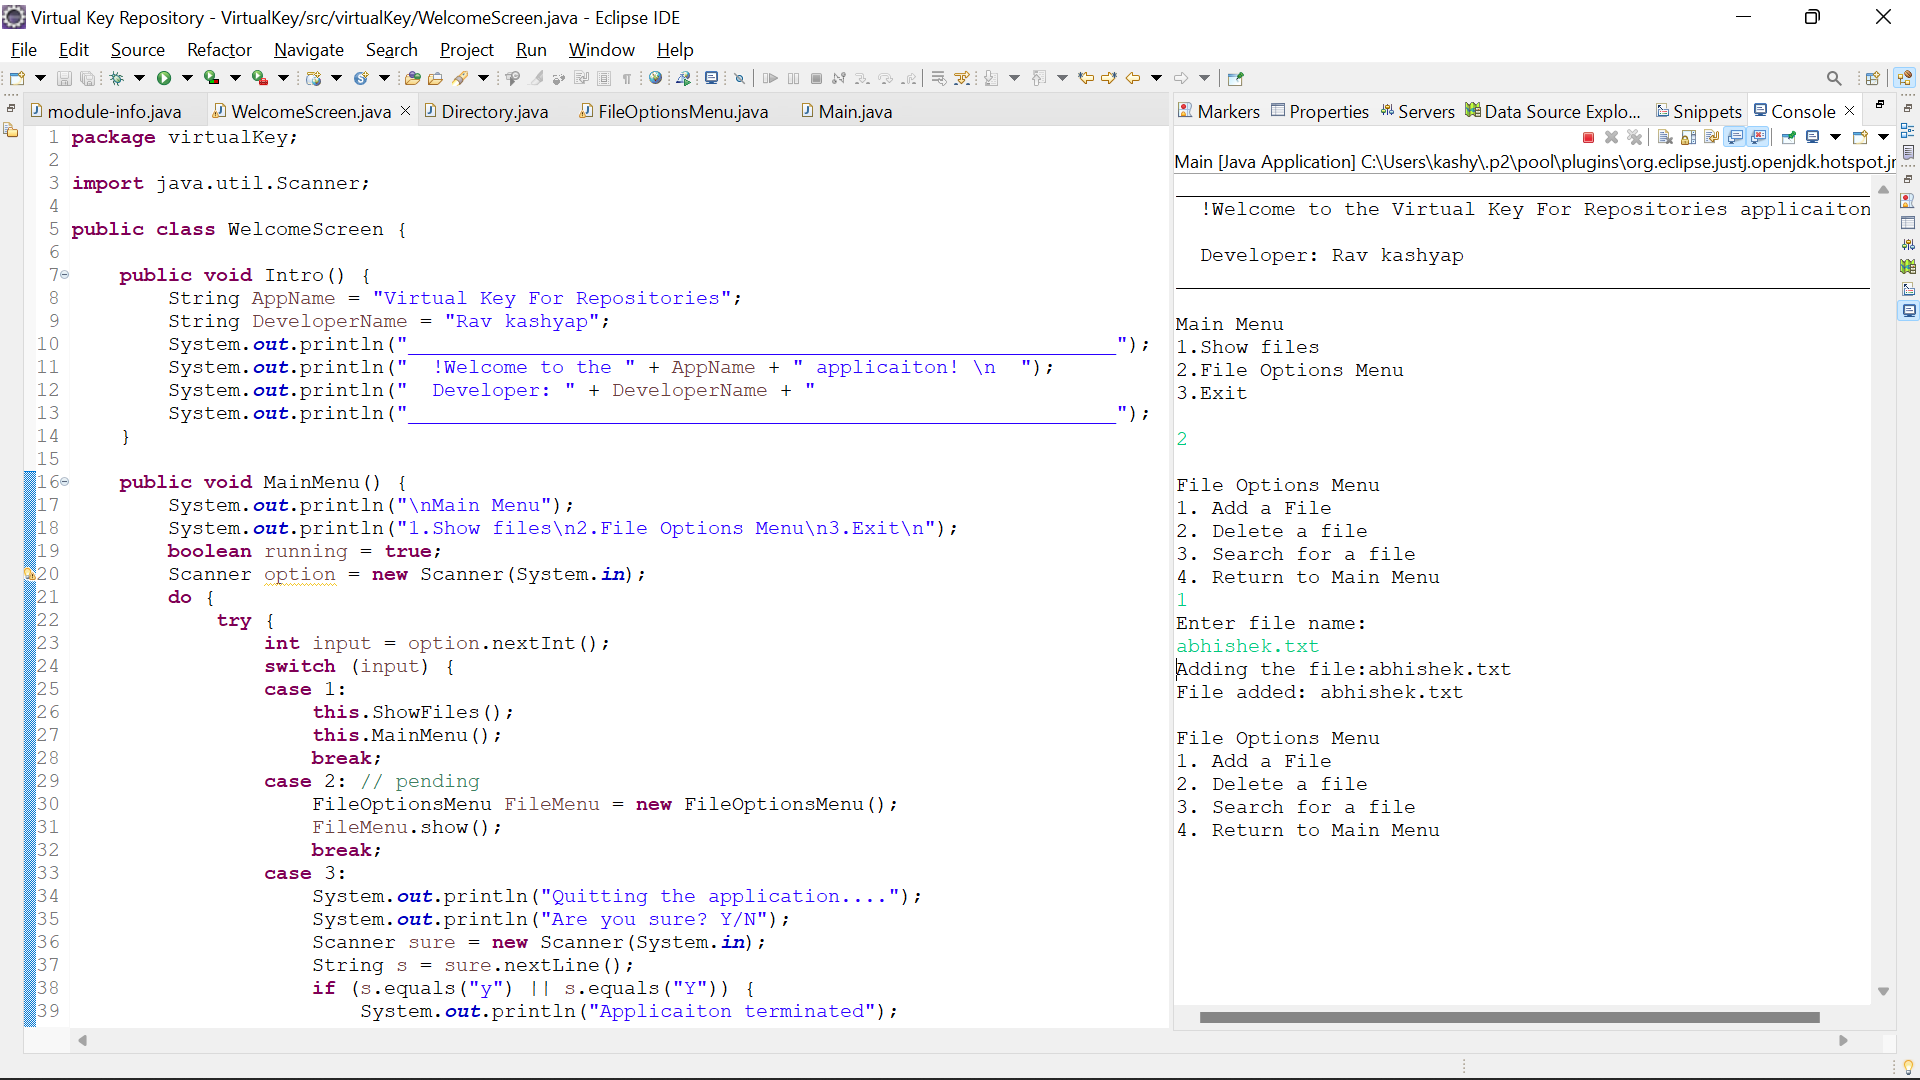 Virtual Key Repository - VirtualKey/src/virtualKey/WelcomeScreen.java - Eclipse IDE
File Edit Source Refactor Navigate Search Project Run Window Help
module-info.java WelcomeScreen.java Directory.java FileOptionsMenu.java Main.java
1 package virtualKey;
2
3 import java.util.Scanner;
4
5 public class WelcomeScreen {
6
7 public void Intro() {
8 String AppName = "Virtual Key For Repositories";
9 String DeveloperName = "Rav kashyap";
10 System.out.println("___________________________________________________________");
11 System.out.println("  !Welcome to the " + AppName + " applicaiton! \n  ");
12 System.out.println("  Developer: " + DeveloperName + "
13 System.out.println("___________________________________________________________");
14 }
15
16 public void MainMenu() {
17 System.out.println("\nMain Menu");
18 System.out.println("1.Show files\n2.File Options Menu\n3.Exit\n");
19 boolean running = true;
20 Scanner option = new Scanner(System.in);
21 do {
22 try {
23 int input = option.nextInt();
24 switch (input) {
25 case 1:
26 this.ShowFiles();
27 this.MainMenu();
28 break;
29 case 2: // pending
30 FileOptionsMenu FileMenu = new FileOptionsMenu();
31 FileMenu.show();
32 break;
33 case 3:
34 System.out.println("Quitting the application....");
35 System.out.println("Are you sure? Y/N");
36 Scanner sure = new Scanner(System.in);
37 String s = sure.nextLine();
38 if (s.equals("y") || s.equals("Y")) {
39 System.out.println("Applicaiton terminated");
Markers Properties Servers Data Source Explo... Snippets Console
Main [Java Application] C:\Users\kashy\.p2\pool\plugins\org.eclipse.justj.openjdk.hotspot.jr
!Welcome to the Virtual Key For Repositories applicaiton
Developer: Rav kashyap
Main Menu
1.Show files
2.File Options Menu
3.Exit
2
File Options Menu
1. Add a File
2. Delete a file
3. Search for a file
4. Return to Main Menu
1
Enter file name:
abhishek.txt
Adding the file:abhishek.txt
File added: abhishek.txt
File Options Menu
1. Add a File
2. Delete a file
3. Search for a file
4. Return to Main Menu